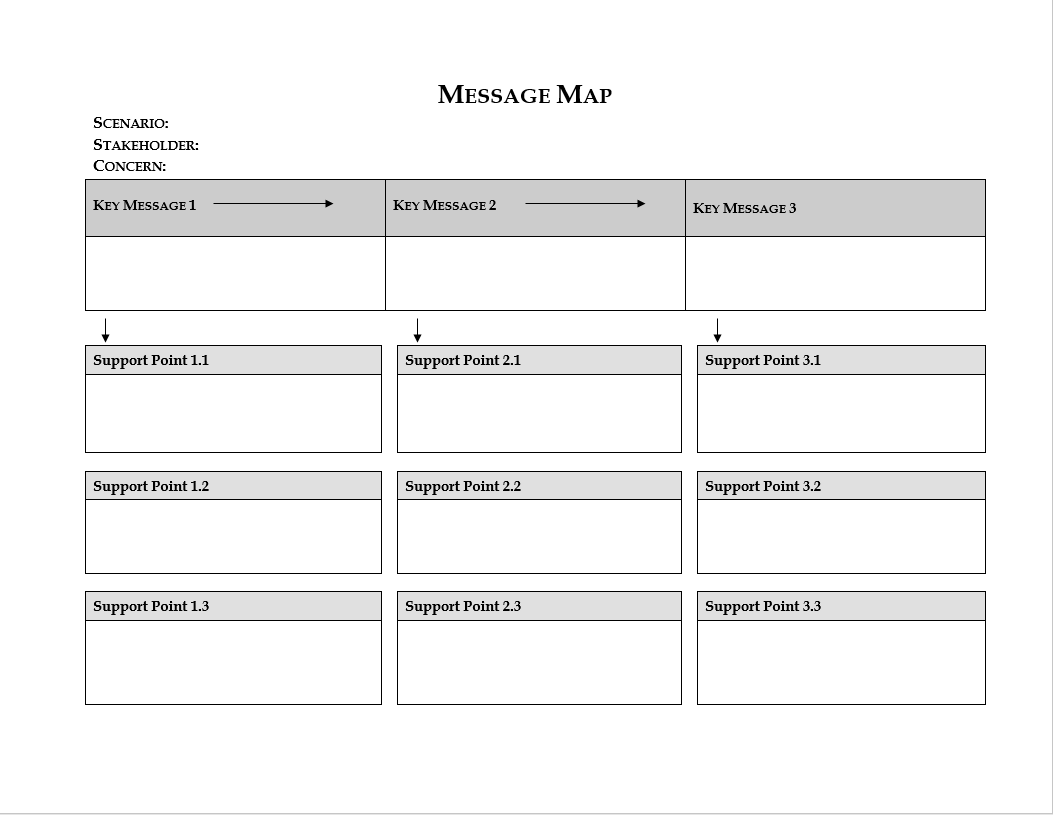 MESSAGE MAP
SCENARIO:
STAKEHOLDER:
CONCERN:
KEY MESSAGE 1
KEY MESSAGE 2
KEY MESSAGE 3
Support Point 1.1
Support Point 2.1
Support Point 3.1
Support Point 1.2
Support Point 2.2
Support Point 3.2
Support Point 1.3
Support Point 2.3
Support Point 3.3